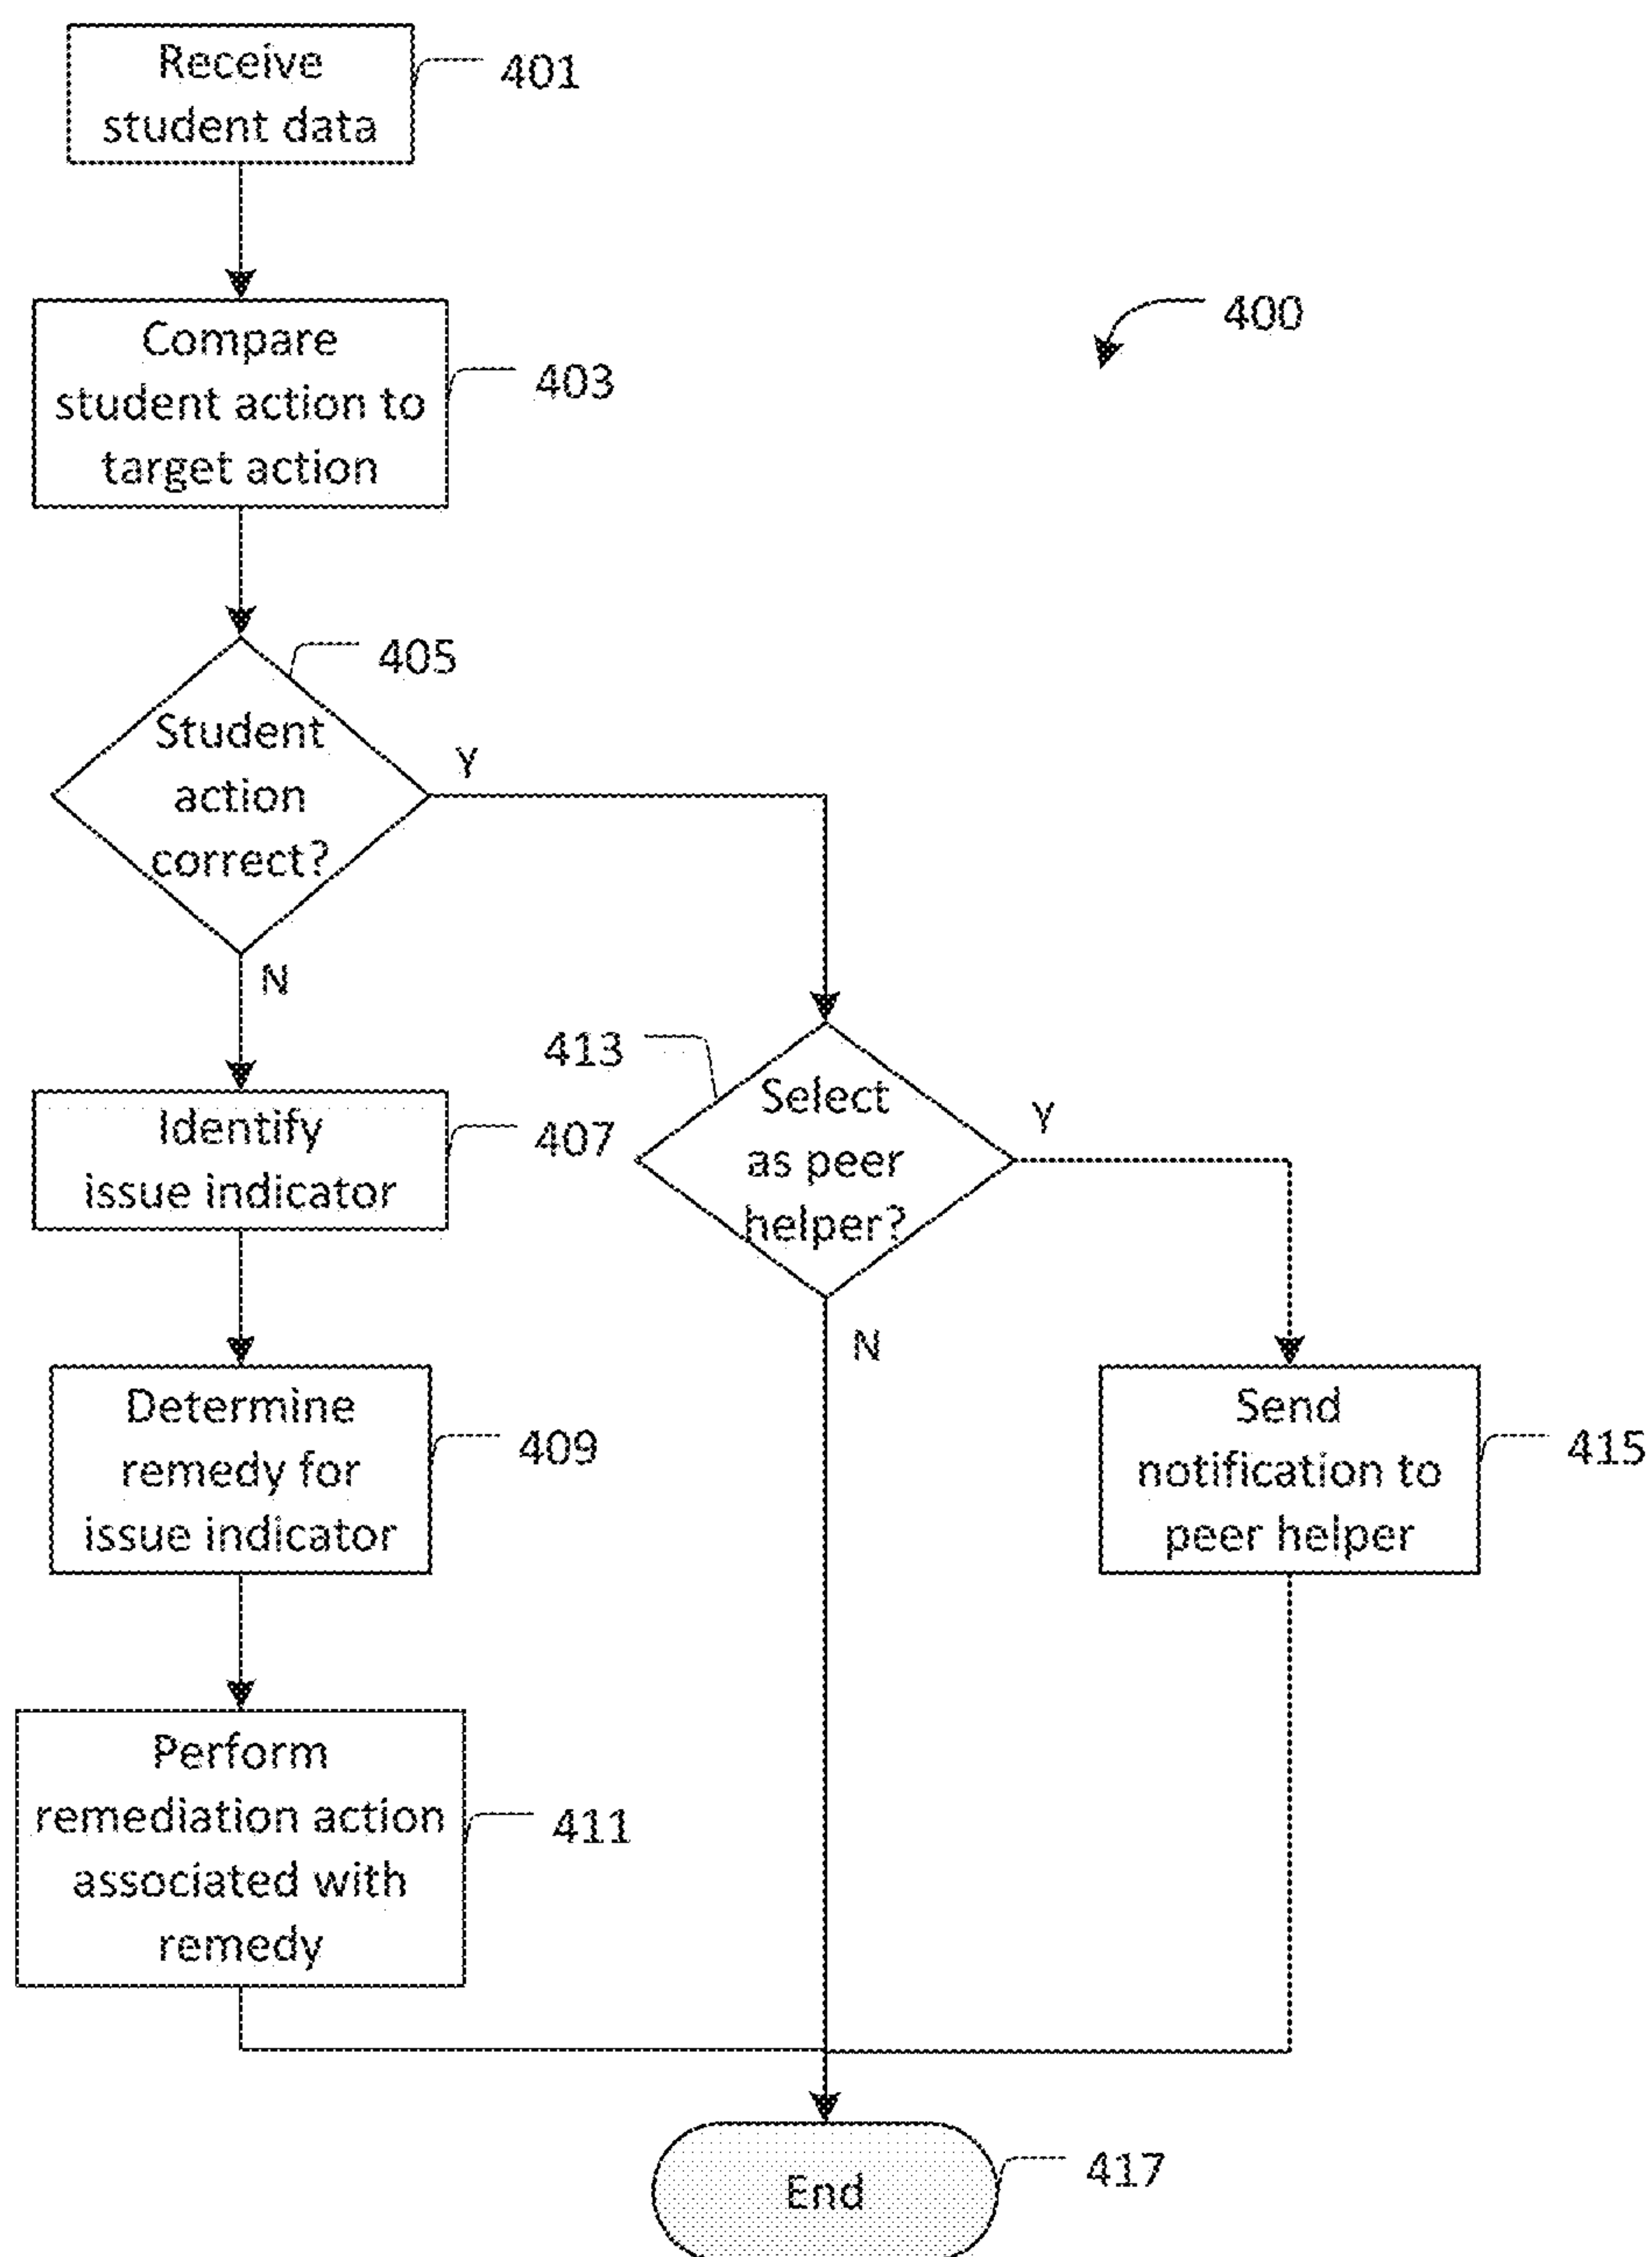 Receive
student data
401
Compare
student action to
target action
403
400
405
Student
action
correct?
Y
N
413
Select
as peer
helper?
Y
N
Identify
issue indicator
407
Determine
remedy for
issue indicator
409
Send
notification to
peer helper
415
Perform
remediation action
associated with
remedy
411
End
417